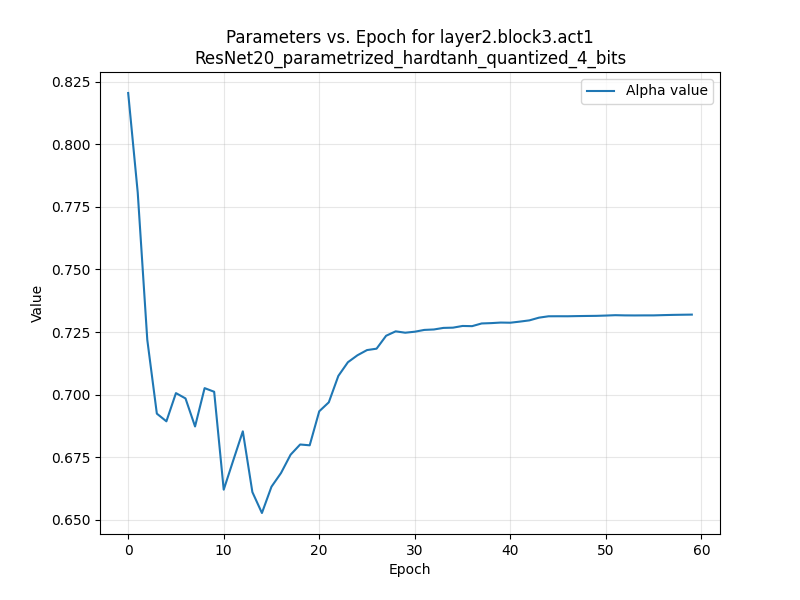 Parameters vs. Epoch for layer2.block3.act1
ResNet20_parametrized_hardtanh_quantized_4_bits
Alpha value
0.825
0.800
0.775
0.750
0.725
0.700
0.675
0.650
Value
0 10 20 30 40 50 60
Epoch